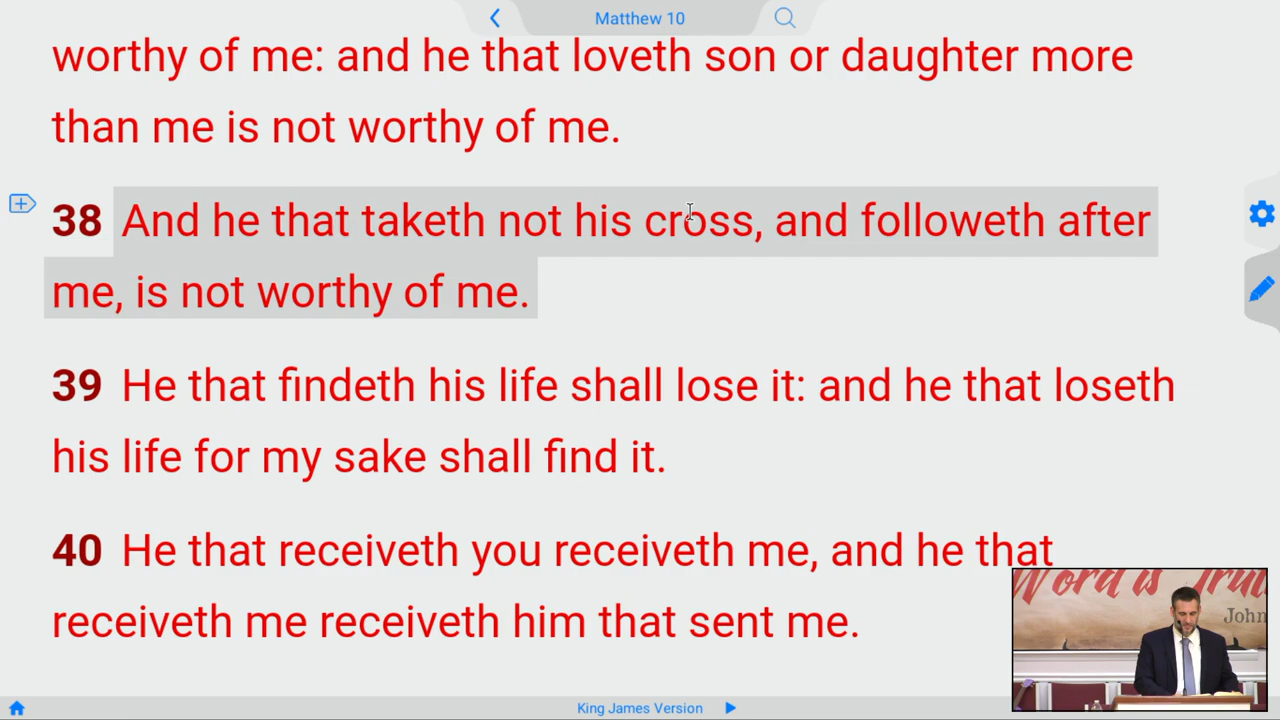 Matthew 10
worthy of me: and he that loveth son or daughter more
than me is not worthy of me.
38 And he that taketh not his cross, and followeth after
me, is not worthy of me.
39 He that findeth his life shall lose it: and he that loseth
his life for my sake shall find it.
40 He that receiveth you receiveth me, and he that
receiveth me receiveth him that sent me.
Word is Trut
John
King James Version